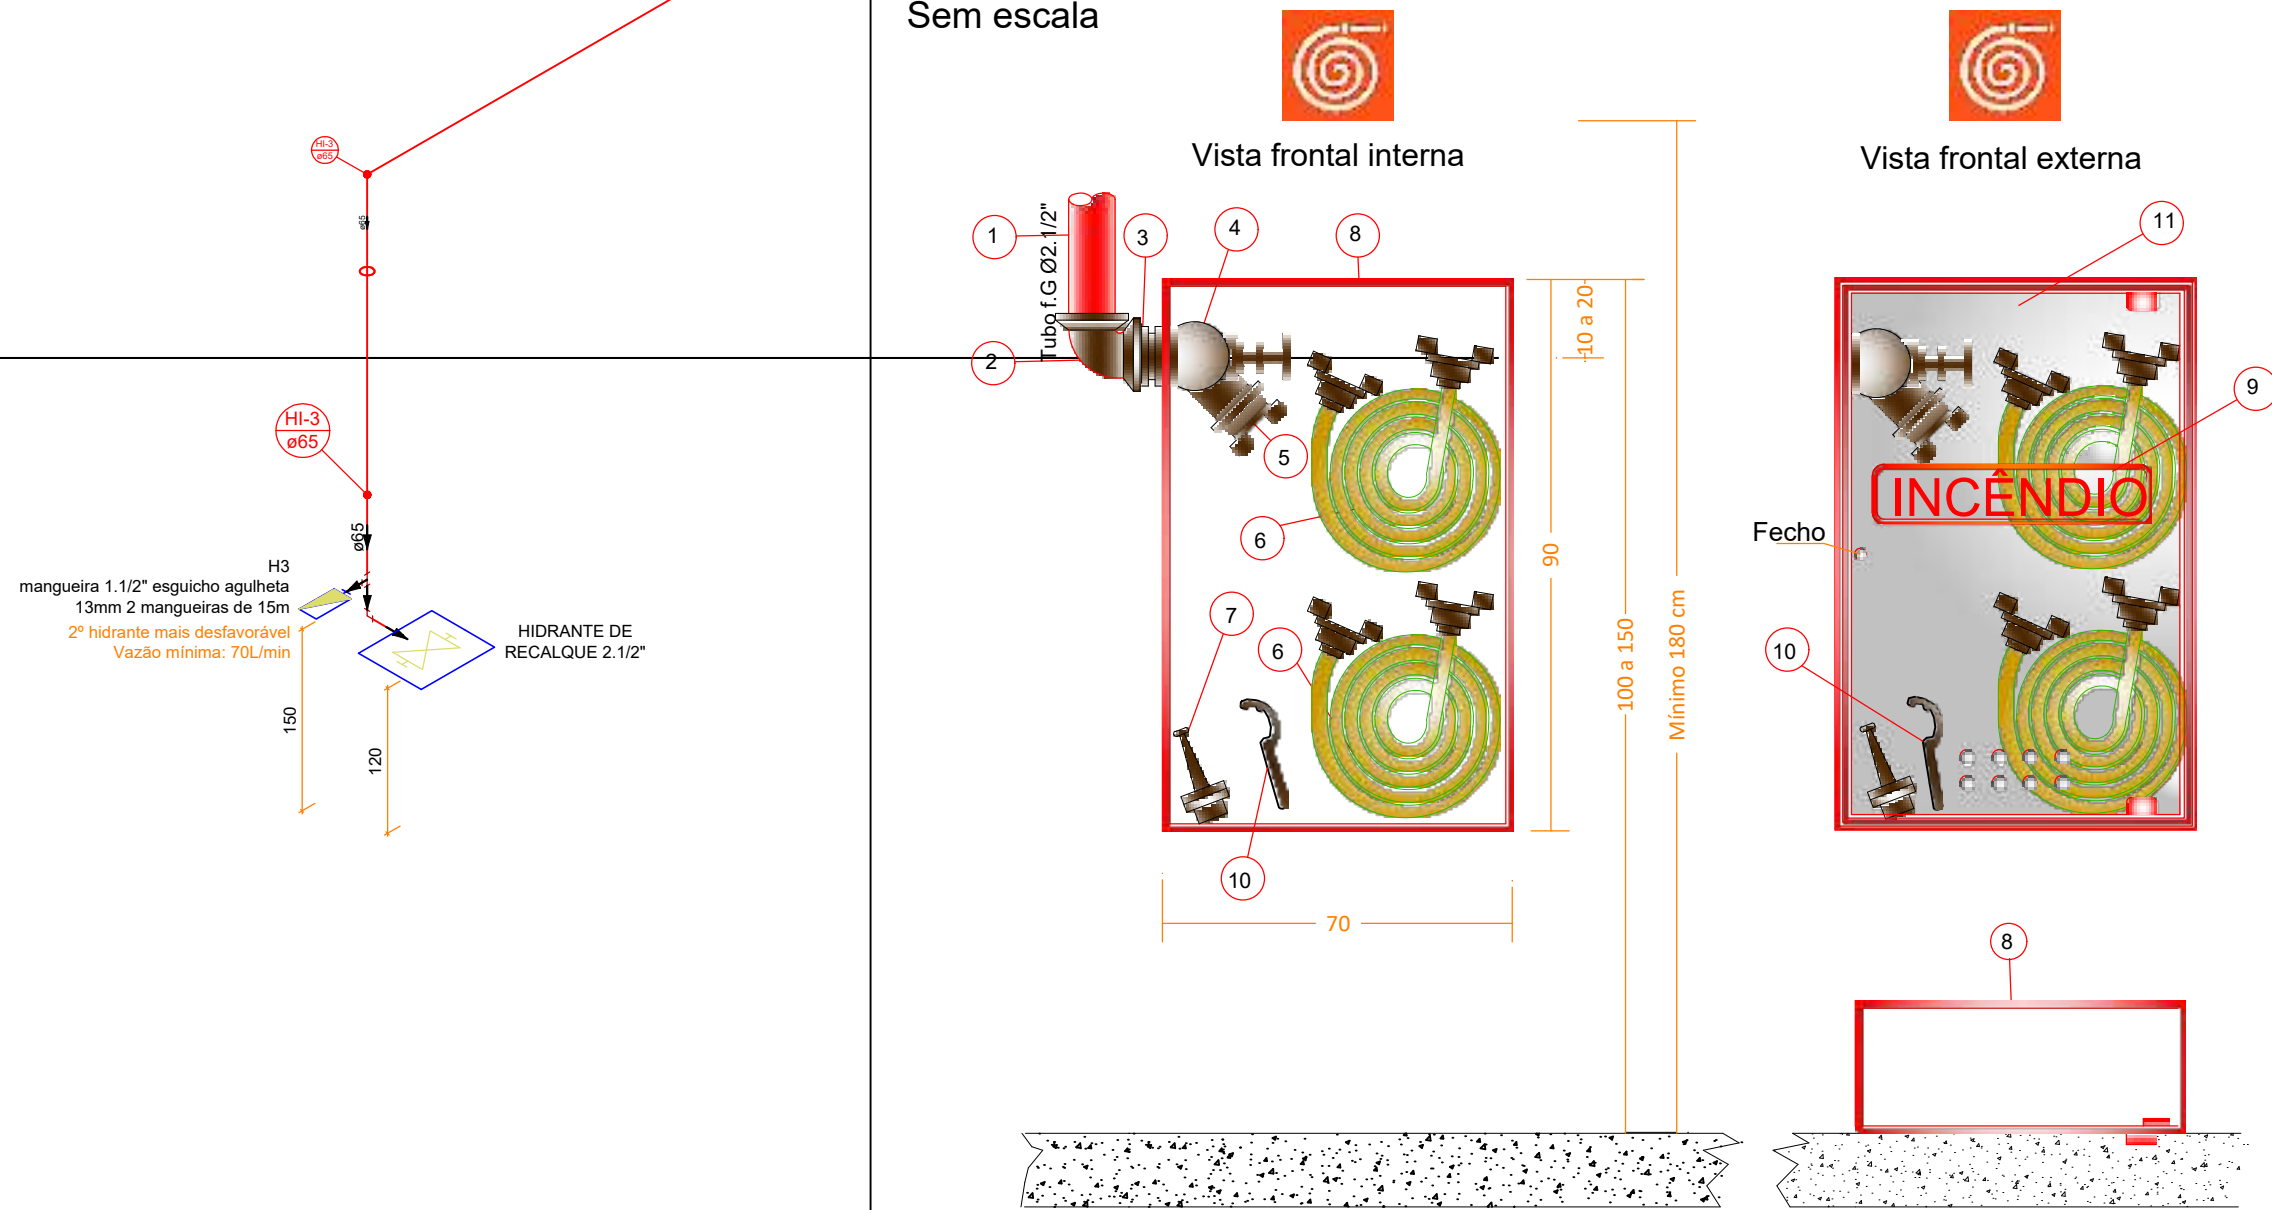 Sem escala
Vista frontal interna
Vista frontal externa
HI-3
ø65
ø65
HI-3
ø65
ø65
H3
mangueira 1.1/2" esguicho agulheta
13mm 2 mangueiras de 15m
2º hidrante mais desfavorável
Vazão mínima: 70L/min
HIDRANTE DE
RECALQUE 2.1/2"
150
120
1
Tubo f.G Ø2.1/2"
2
3
4
8
5
6
7
6
10
10 a 20
90
100 a 150
Mínimo 180 cm
70
11
9
INCÊNDIO
Fecho
10
8